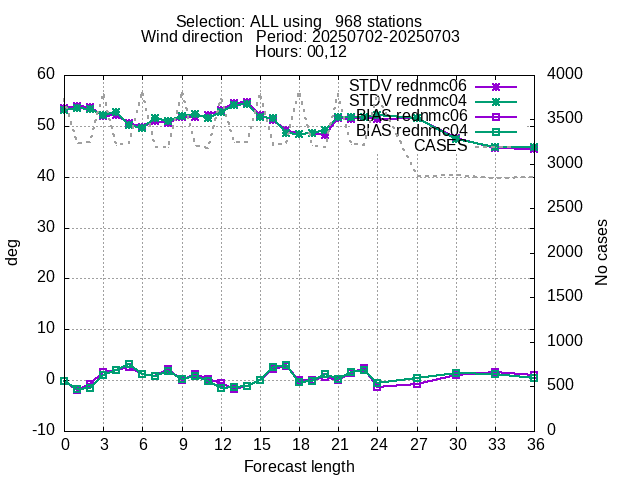 Selection: ALL using   968 stations
Wind direction   Period: 20250702-20250703
Hours: 00,12
STDV rednmc06
STDV rednmc04
BIAS rednmc06
BIAS rednmc04
CASES
60
50
40
30
20
10
0
-10
deg
4000
3500
3000
2500
2000
1500
1000
500
0
No cases
0 3 6 9 12 15 18 21 24 27 30 33 36
Forecast length